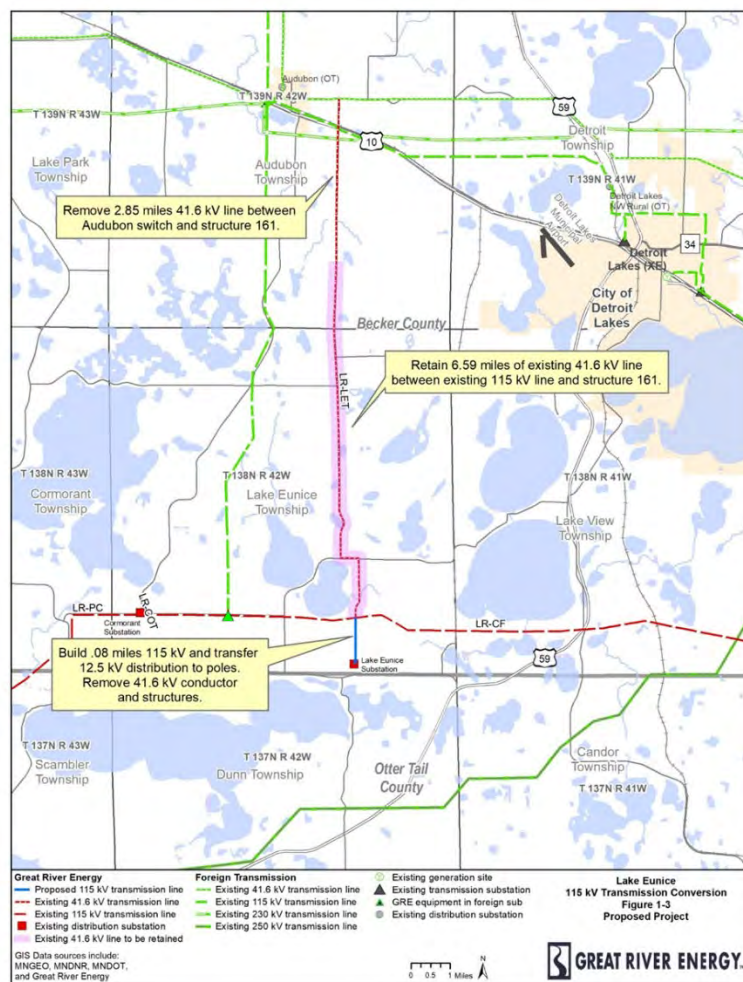 Audubon (OT)
T 139N R 42W
T 139N R 43W
59
Detroit
Township
Lake Park
Township
Audubon
Township
10
T 139N R 41W
Remove 2.85 miles 41.6 kV line between
Audubon switch and structure 161.
Detroit Lakes
NW Rural (OT)
Detroit Lakes
Municipal
Airport
34
Detroit
Lakes (XE)
City of
Detroit
Lakes
Becker County
Retain 6.59 miles of existing 41.6 kV line
between existing 115 kV line and structure 161.
LR-LET
T 138N R 43W
Cormorant
Township
T 138N R 42W
Lake Eunice
Township
T 138N R 41W
Lake View
Township
LR-PC
LR-COT
Cormorant
Substation
LR-CF
Build .08 miles 115 kV and transfer
12.5 kV distribution to poles.
Remove 41.6 kV conductor
and structures.
Lake Eunice
Substation
59
T 137N R 43W
Scambler
Township
T 137N R 42W
Dunn Township
Otter Tail
County
Candor
Township
T 137N R 41W
Great River Energy
Proposed 115 kV transmission line
Existing 41.6 kV transmission line
Existing 115 kV transmission line
Existing distribution substation
Existing 41.6 kV line to be retained
Foreign Transmission
Existing 41.6 kV transmission line
Existing 115 kV transmission line
Existing 230 kV transmission line
Existing 250 kV transmission line
Existing generation site
Existing transmission substation
GRE equipment in foreign sub
Existing distribution substation
Lake Eunice
115 kV Transmission Conversion
Figure 1-3
Proposed Project
GIS Data sources include:
MNGEO, MNDNR, MNDOT,
and Great River Energy
0 0.5 1 Miles
N
GREAT RIVER ENERGY